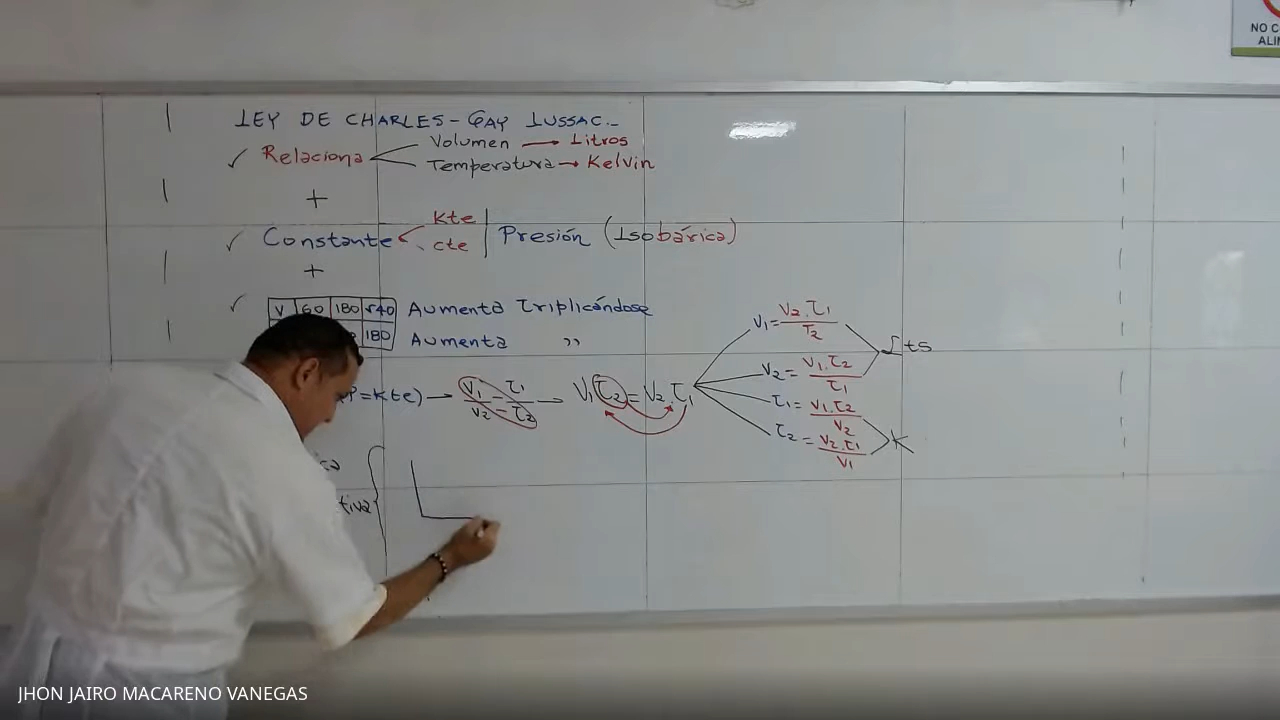 NO C
ALIM
LEY DE CHARLES - GAY LUSSAC.-
✓ Relaciona
Volumen → Litros
Temperatura → Kelvin
+
✓ Constante
Kte
cte
Presión (Isobárica)
+
✓ V 60 180 540 Aumenta Triplicándose
180 Aumenta ,,
P=Kte) → V1/V2 = T1/T2 → V1 T2 = V2.T1
V1 = V2.T1/T2
V2 = V1.T2/T1
Lts
T1 = V1.T2/V2
T2 = V2.T1/V1
K
tiva
JHON JAIRO MACARENO VANEGAS